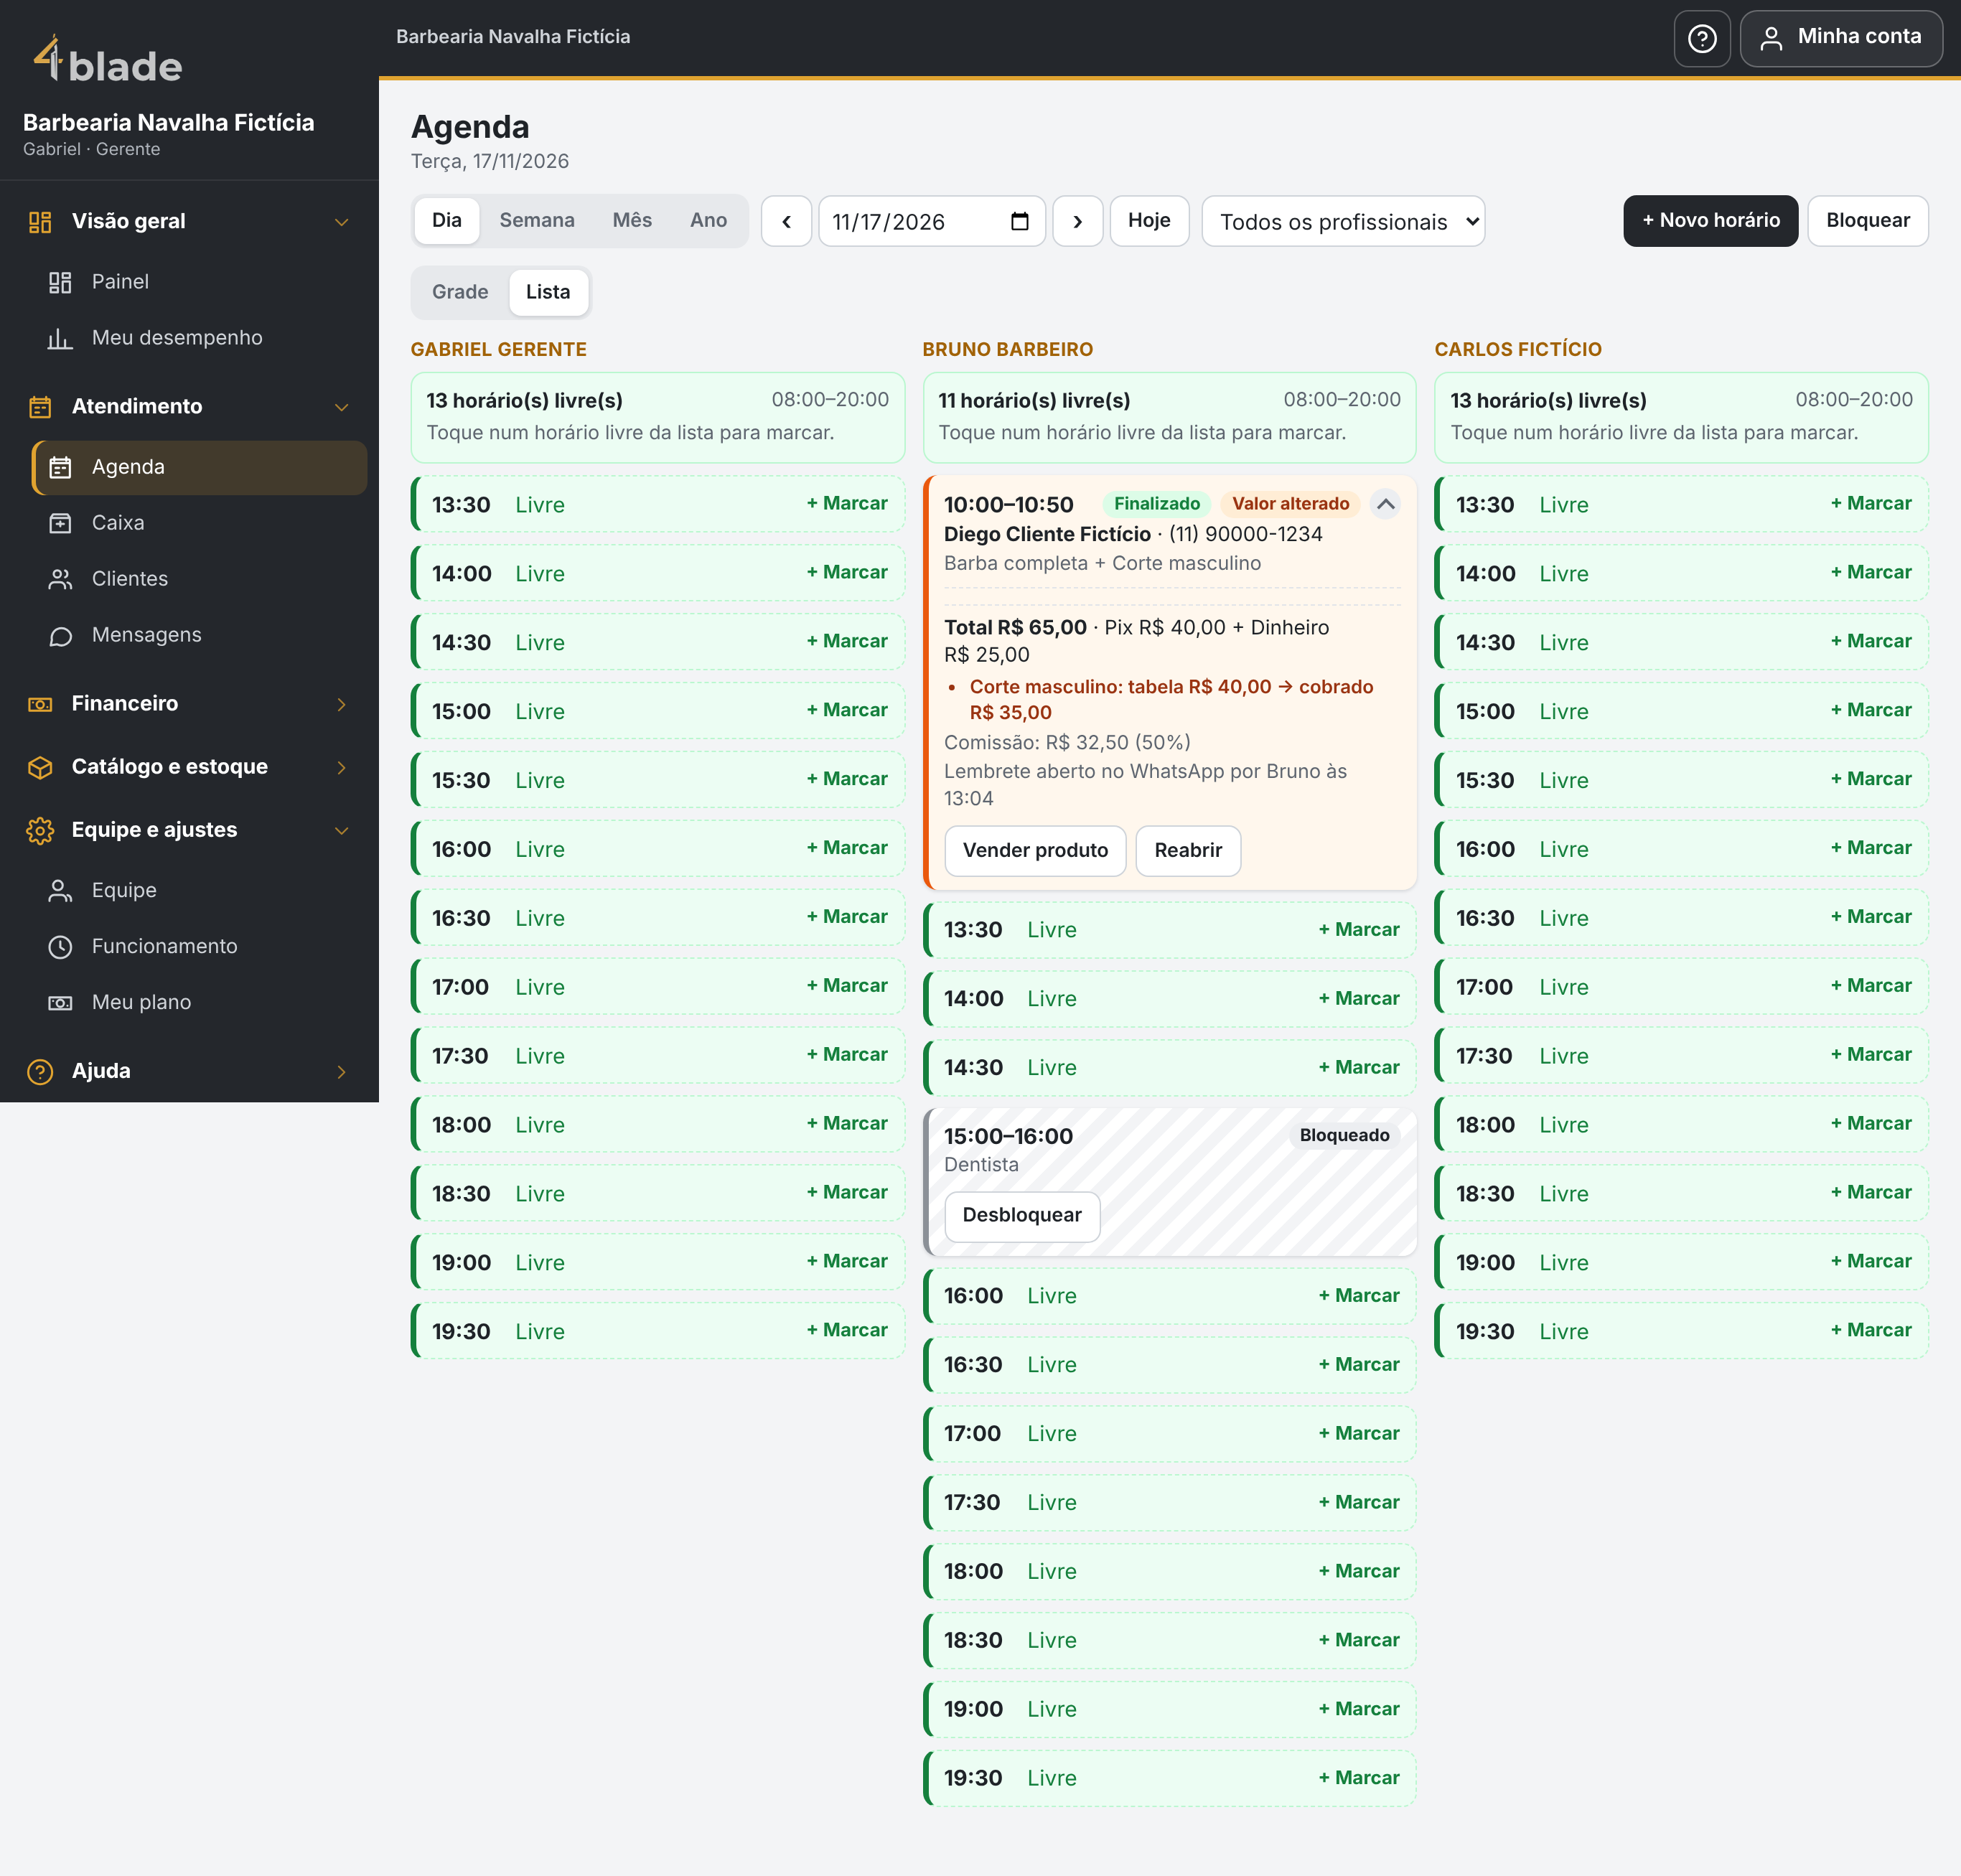 4blade
Barbearia Navalha Fictícia
Gabriel · Gerente
Visão geral
Painel
Meu desempenho
Atendimento
Agenda
Caixa
Clientes
Mensagens
Financeiro
Catálogo e estoque
Equipe e ajustes
Equipe
Funcionamento
Meu plano
Ajuda
Barbearia Navalha Fictícia
Minha conta
Agenda
Terça, 17/11/2026
Dia Semana Mês Ano
11/17/2026
Hoje
Todos os profissionais
+ Novo horário
Bloquear
Grade Lista
GABRIEL GERENTE
13 horário(s) livre(s) 08:00–20:00
Toque num horário livre da lista para marcar.
13:30 Livre + Marcar
14:00 Livre + Marcar
14:30 Livre + Marcar
15:00 Livre + Marcar
15:30 Livre + Marcar
16:00 Livre + Marcar
16:30 Livre + Marcar
17:00 Livre + Marcar
17:30 Livre + Marcar
18:00 Livre + Marcar
18:30 Livre + Marcar
19:00 Livre + Marcar
19:30 Livre + Marcar
BRUNO BARBEIRO
11 horário(s) livre(s) 08:00–20:00
Toque num horário livre da lista para marcar.
10:00–10:50 Finalizado Valor alterado
Diego Cliente Fictício · (11) 90000-1234
Barba completa + Corte masculino
Total R$ 65,00 · Pix R$ 40,00 + Dinheiro
R$ 25,00
• Corte masculino: tabela R$ 40,00 → cobrado
R$ 35,00
Comissão: R$ 32,50 (50%)
Lembrete aberto no WhatsApp por Bruno às
13:04
Vender produto Reabrir
13:30 Livre + Marcar
14:00 Livre + Marcar
14:30 Livre + Marcar
15:00–16:00 Bloqueado
Dentista
Desbloquear
16:00 Livre + Marcar
16:30 Livre + Marcar
17:00 Livre + Marcar
17:30 Livre + Marcar
18:00 Livre + Marcar
18:30 Livre + Marcar
19:00 Livre + Marcar
19:30 Livre + Marcar
CARLOS FICTÍCIO
13 horário(s) livre(s) 08:00–20:00
Toque num horário livre da lista para marcar.
13:30 Livre + Marcar
14:00 Livre + Marcar
14:30 Livre + Marcar
15:00 Livre + Marcar
15:30 Livre + Marcar
16:00 Livre + Marcar
16:30 Livre + Marcar
17:00 Livre + Marcar
17:30 Livre + Marcar
18:00 Livre + Marcar
18:30 Livre + Marcar
19:00 Livre + Marcar
19:30 Livre + Marcar